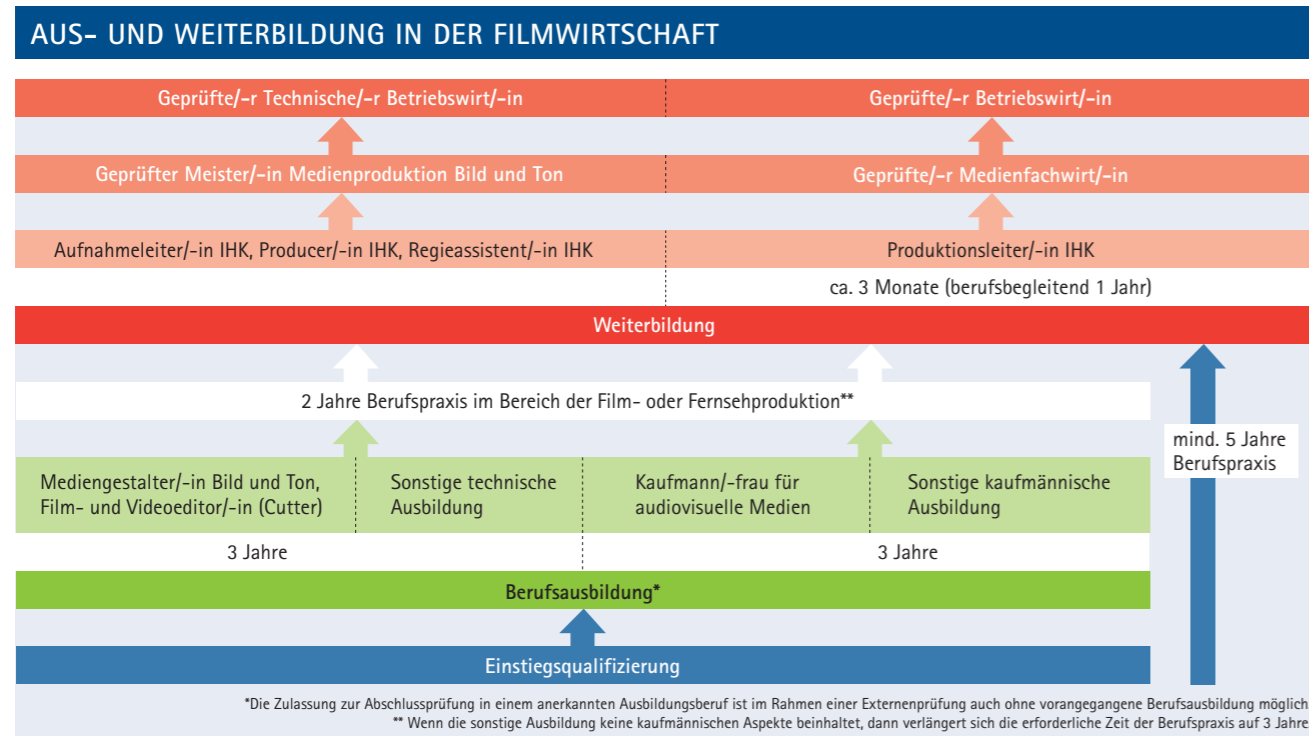 AUS- UND WEITERBILDUNG IN DER FILMWIRTSCHAFT
Geprüfte/-r Technische/-r Betriebswirt/-in
Geprüfte/-r Betriebswirt/-in
Geprüfter Meister/-in Medienproduktion Bild und Ton
Geprüfte/-r Medienfachwirt/-in
Aufnahmeleiter/-in IHK, Producer/-in IHK, Regieassistent/-in IHK
Produktionsleiter/-in IHK
ca. 3 Monate (berufsbegleitend 1 Jahr)
Weiterbildung
2 Jahre Berufspraxis im Bereich der Film- oder Fernsehproduktion**
mind. 5 Jahre
Berufspraxis
Mediengestalter/-in Bild und Ton,
Film- und Videoeditor/-in (Cutter)
Sonstige technische
Ausbildung
Kaufmann/-frau für
audiovisuelle Medien
Sonstige kaufmännische
Ausbildung
3 Jahre
3 Jahre
Berufsausbildung*
Einstiegsqualifizierung
*Die Zulassung zur Abschlussprüfung in einem anerkannten Ausbildungsberuf ist im Rahmen einer Externenprüfung auch ohne vorangegangene Berufsausbildung möglich
** Wenn die sonstige Ausbildung keine kaufmännischen Aspekte beinhaltet, dann verlängert sich die erforderliche Zeit der Berufspraxis auf 3 Jahre